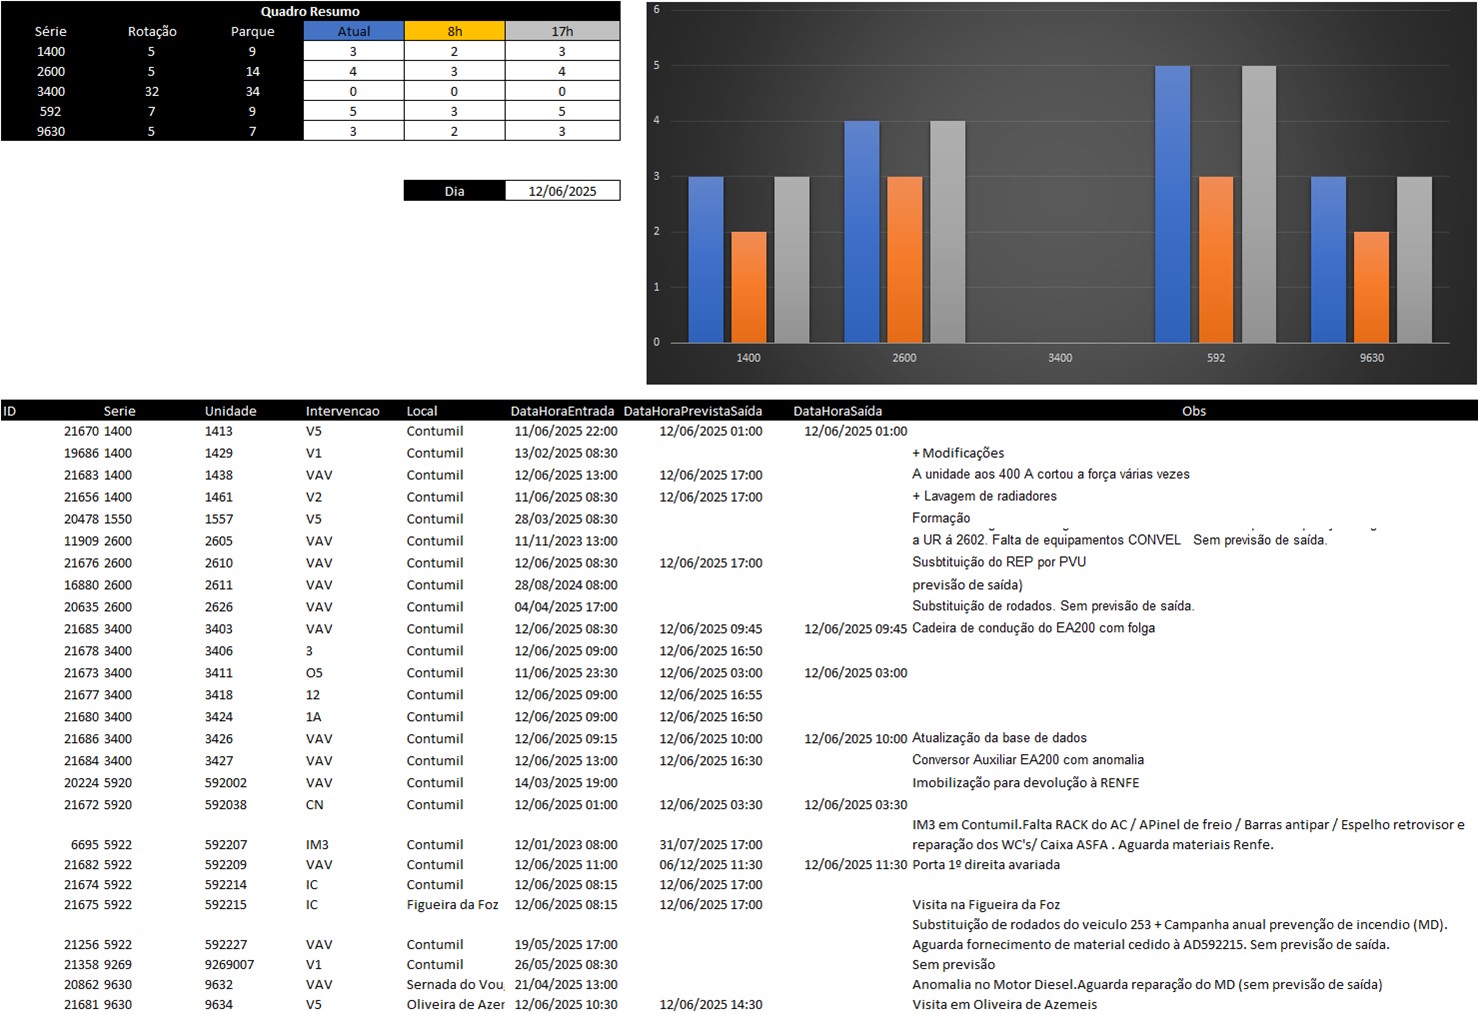 Quadro Resumo
Série Rotação Parque Atual 8h 17h
1400 5 9 3 2 3
2600 5 14 4 3 4
3400 32 34 0 0 0
592 7 9 5 3 5
9630 5 7 3 2 3
Dia 12/06/2025
6
5
4
3
2
1
0
1400 2600 3400 592 9630
ID Serie Unidade Intervencao Local DataHoraEntrada DataHoraPrevistaSaída DataHoraSaída Obs
21670 1400 1413 V5 Contumil 11/06/2025 22:00 12/06/2025 01:00 12/06/2025 01:00
19686 1400 1429 V1 Contumil 13/02/2025 08:30 + Modificações
21683 1400 1438 VAV Contumil 12/06/2025 13:00 12/06/2025 17:00 A unidade aos 400 A cortou a força várias vezes
21656 1400 1461 V2 Contumil 11/06/2025 08:30 12/06/2025 17:00 + Lavagem de radiadores
20478 1550 1557 V5 Contumil 28/03/2025 08:30 Formação
11909 2600 2605 VAV Contumil 11/11/2023 13:00 a UR á 2602. Falta de equipamentos CONVEL Sem previsão de saída.
21676 2600 2610 VAV Contumil 12/06/2025 08:30 12/06/2025 17:00 Susbtituição do REP por PVU
16880 2600 2611 VAV Contumil 28/08/2024 08:00 previsão de saída)
20635 2600 2626 VAV Contumil 04/04/2025 17:00 Substituição de rodados. Sem previsão de saída.
21685 3400 3403 VAV Contumil 12/06/2025 08:30 12/06/2025 09:45 12/06/2025 09:45 Cadeira de condução do EA200 com folga
21678 3400 3406 3 Contumil 12/06/2025 09:00 12/06/2025 16:50
21673 3400 3411 O5 Contumil 11/06/2025 23:30 12/06/2025 03:00 12/06/2025 03:00
21677 3400 3418 12 Contumil 12/06/2025 09:00 12/06/2025 16:55
21680 3400 3424 1A Contumil 12/06/2025 09:00 12/06/2025 16:50
21686 3400 3426 VAV Contumil 12/06/2025 09:15 12/06/2025 10:00 12/06/2025 10:00 Atualização da base de dados
21684 3400 3427 VAV Contumil 12/06/2025 13:00 12/06/2025 16:30 Conversor Auxiliar EA200 com anomalia
20224 5920 592002 VAV Contumil 14/03/2025 19:00 Imobilização para devolução à RENFE
21672 5920 592038 CN Contumil 12/06/2025 01:00 12/06/2025 03:30 12/06/2025 03:30
IM3 em Contumil.Falta RACK do AC / APinel de freio / Barras antipar / Espelho retrovisor e
6695 5922 592207 IM3 Contumil 12/01/2023 08:00 31/07/2025 17:00 reparação dos WC's/ Caixa ASFA . Aguarda materiais Renfe.
21682 5922 592209 VAV Contumil 12/06/2025 11:00 06/12/2025 11:30 12/06/2025 11:30 Porta 1º direita avariada
21674 5922 592214 IC Contumil 12/06/2025 08:15 12/06/2025 17:00
21675 5922 592215 IC Figueira da Foz 12/06/2025 08:15 12/06/2025 17:00 Visita na Figueira da Foz
Substituição de rodados do veiculo 253 + Campanha anual prevenção de incendio (MD).
21256 5922 592227 VAV Contumil 19/05/2025 17:00 Aguarda fornecimento de material cedido à AD592215. Sem previsão de saída.
21358 9269 9269007 V1 Contumil 26/05/2025 08:30 Sem previsão
20862 9630 9632 VAV Sernada do Vou 21/04/2025 13:00 Anomalia no Motor Diesel.Aguarda reparação do MD (sem previsão de saída)
21681 9630 9634 V5 Oliveira de Azer 12/06/2025 10:30 12/06/2025 14:30 Visita em Oliveira de Azemeis